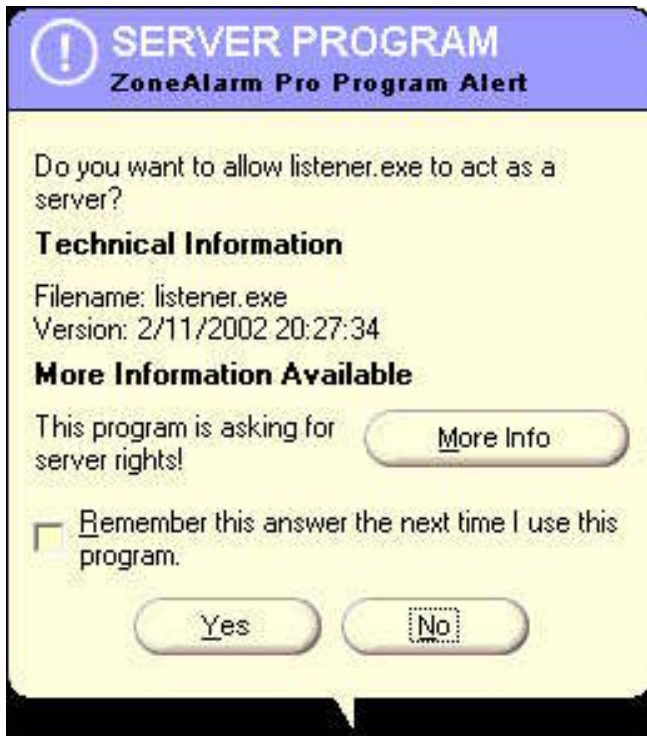 SERVER PROGRAM
ZoneAlarm Pro Program Alert
Do you want to allow listener.exe to act as a
server?
Technical Information
Filename: listener.exe
Version: 2/11/2002 20:27:34
More Information Available
This program is asking for
server rights!
More Info
Remember this answer the next time I use this
program.
Yes
No